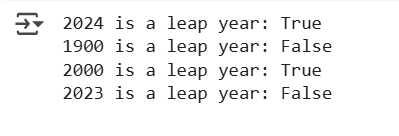 2024 is a leap year: True
1900 is a leap year: False
2000 is a leap year: True
2023 is a leap year: False